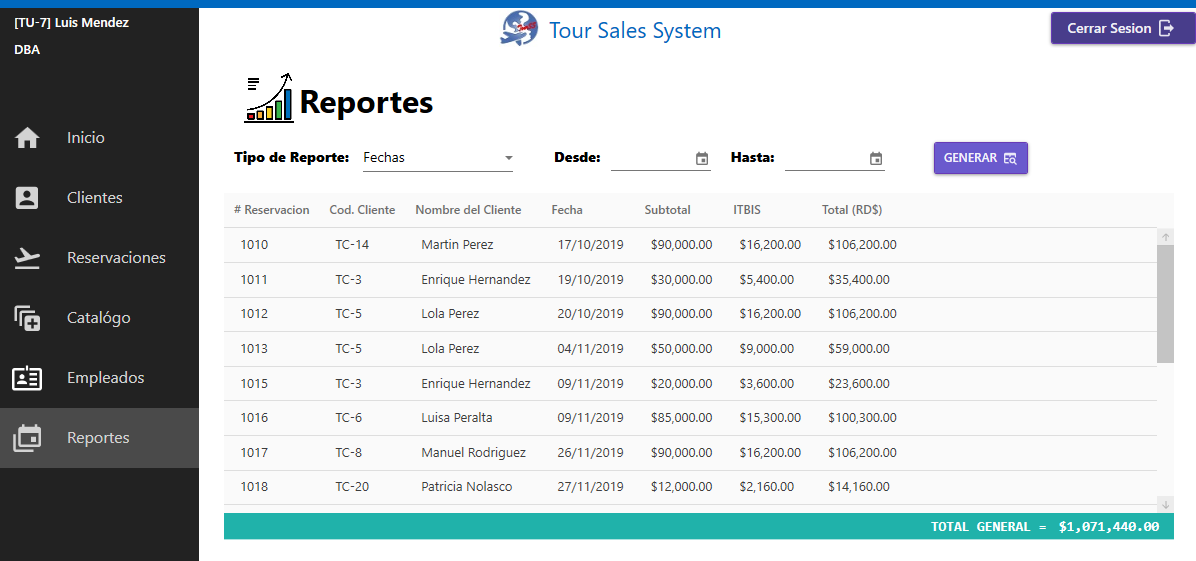 [TU-7] Luis Mendez
DBA
Tour Sales System
Cerrar Sesion
Inicio
Clientes
Reservaciones
Catalógo
Empleados
Reportes
Reportes
Tipo de Reporte: Fechas Desde: Hasta: GENERAR
# Reservacion Cod. Cliente Nombre del Cliente Fecha Subtotal ITBIS Total (RD$)
1010 TC-14 Martin Perez 17/10/2019 $90,000.00 $16,200.00 $106,200.00
1011 TC-3 Enrique Hernandez 19/10/2019 $30,000.00 $5,400.00 $35,400.00
1012 TC-5 Lola Perez 20/10/2019 $90,000.00 $16,200.00 $106,200.00
1013 TC-5 Lola Perez 04/11/2019 $50,000.00 $9,000.00 $59,000.00
1015 TC-3 Enrique Hernandez 09/11/2019 $20,000.00 $3,600.00 $23,600.00
1016 TC-6 Luisa Peralta 09/11/2019 $85,000.00 $15,300.00 $100,300.00
1017 TC-8 Manuel Rodriguez 26/11/2019 $90,000.00 $16,200.00 $106,200.00
1018 TC-20 Patricia Nolasco 27/11/2019 $12,000.00 $2,160.00 $14,160.00
TOTAL GENERAL = $1,071,440.00